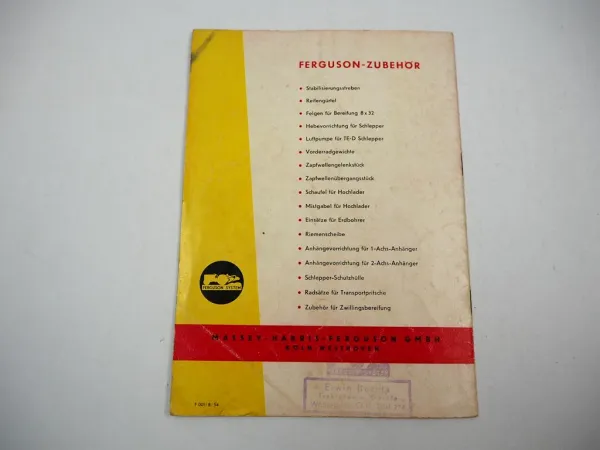 FERGUSON-ZUBEHÖR
• Stabilisierungsstreben
• Reifengürtel
• Felgen für Bereifung 8 x 32
• Hebevorrichtung für Schlepper
• Luftpumpe für TE-D Schlepper
• Vorderradgewichte
• Zapfwellengelenkstück
• Zapfwellenübergangsstück
• Schaufel für Hochlader
• Mistgabel für Hochlader
• Einsätze für Erdbohrer
• Riemenscheibe
• Anhängevorrichtung für 1-Achs-Anhänger
• Anhängevorrichtung für 2-Achs-Anhänger
• Schlepper-Schutzhülle
• Radsätze für Transportpritsche
• Zubehör für Zwillingsbereifung
FERGUSON SYSTEM
MASSEY-HARRIS-FERGUSON GMBH
KÖLN-WESTHOVEN
Erwin